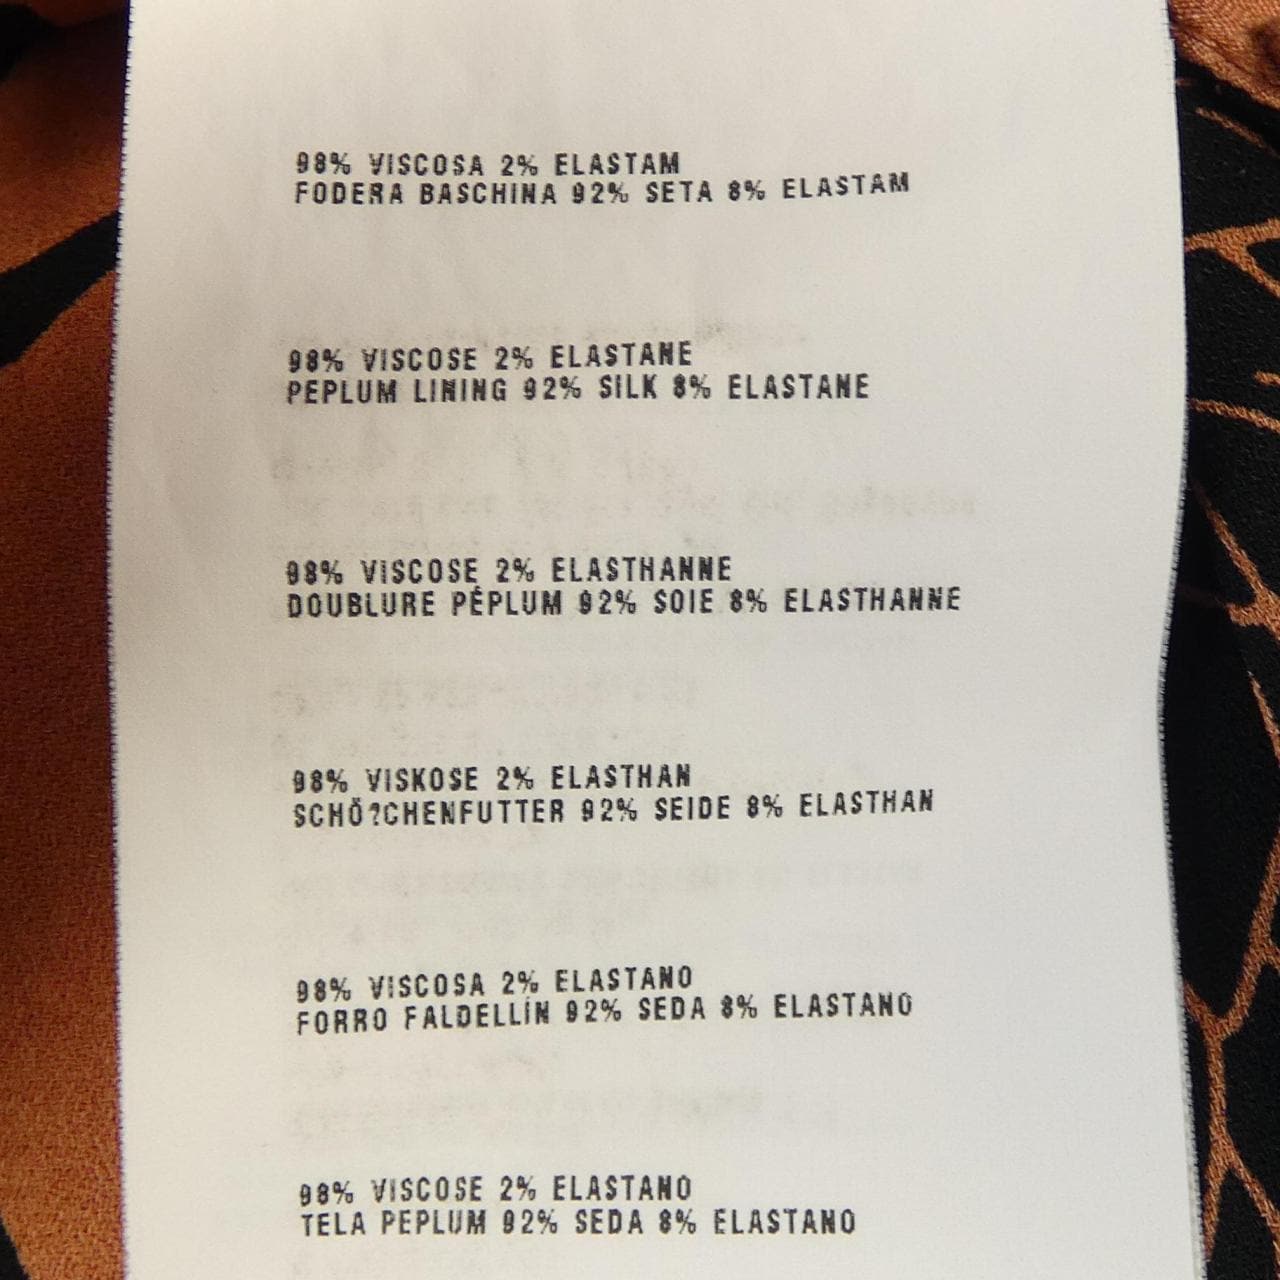 98% VISCOSA 2% ELASTAM
FODERA BASCHINA 92% SETA 8% ELASTAM
98% VISCOSE 2% ELASTANE
PEPLUM LINING 92% SILK 8% ELASTANE
98% VISCOSE 2% ELASTHANNE
DOUBLURE PÉPLUM 92% SOIE 8% ELASTHANNE
98% VISKOSE 2% ELASTHAN
SCHÖ?CHENFUTTER 92% SEIDE 8% ELASTHAN
98% VISCOSA 2% ELASTANO
FORRO FALDELLÍN 92% SEDA 8% ELASTANO
98% VISCOSE 2% ELASTANO
TELA PEPLUM 92% SEDA 8% ELASTANO